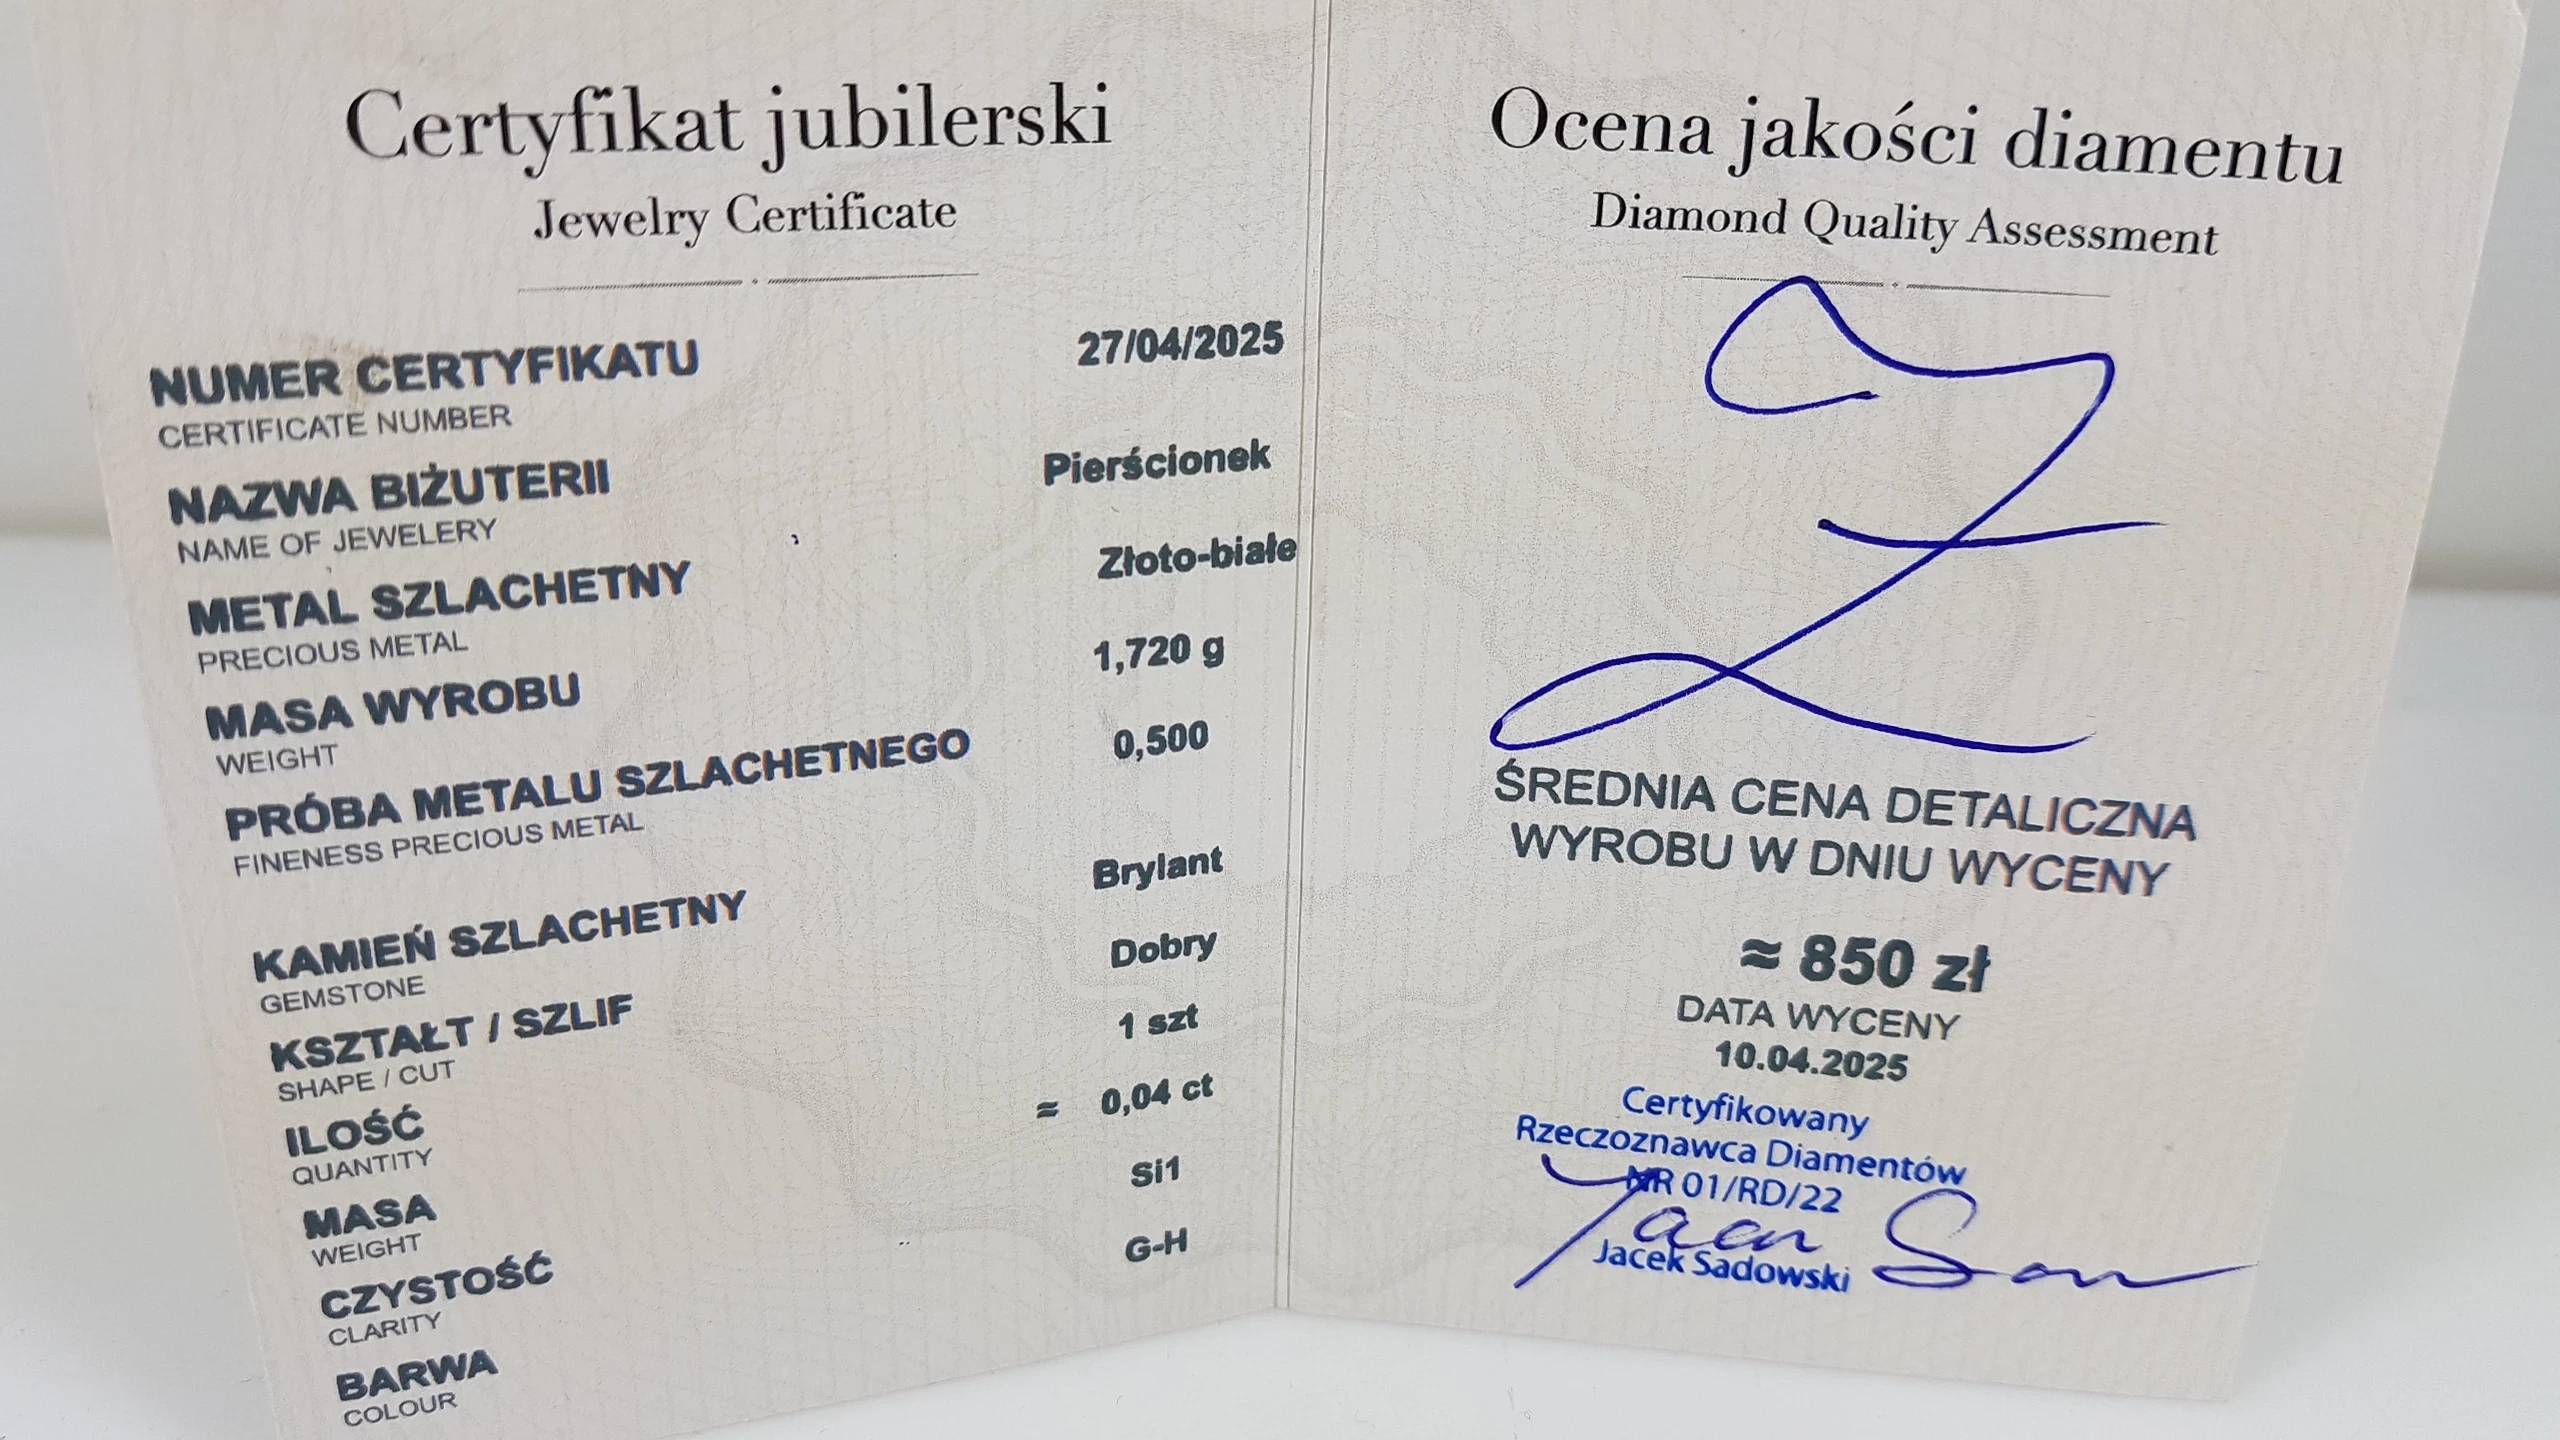 Certyfikat jubilerski
Jewelry Certificate
NUMER CERTYFIKATU 27/04/2025
CERTIFICATE NUMBER
NAZWA BIŻUTERII Pierścionek
NAME OF JEWELERY
METAL SZLACHETNY Złoto-białe
PRECIOUS METAL
MASA WYROBU 1,720 g
WEIGHT
PRÓBA METALU SZLACHETNEGO 0,500
FINENESS PRECIOUS METAL
KAMIEŃ SZLACHETNY Brylant
GEMSTONE
KSZTAŁT / SZLIF Dobry
SHAPE / CUT
ILOŚĆ 1 szt
QUANTITY
MASA ≈ 0,04 ct
WEIGHT
CZYSTOŚĆ Si1
CLARITY
BARWA G-H
COLOUR
Ocena jakości diamentu
Diamond Quality Assessment
ŚREDNIA CENA DETALICZNA
WYROBU W DNIU WYCENY
≈ 850 zł
DATA WYCENY
10.04.2025
Certyfikowany
Rzeczoznawca Diamentów
NR 01/RD/22
Jacek Sadowski